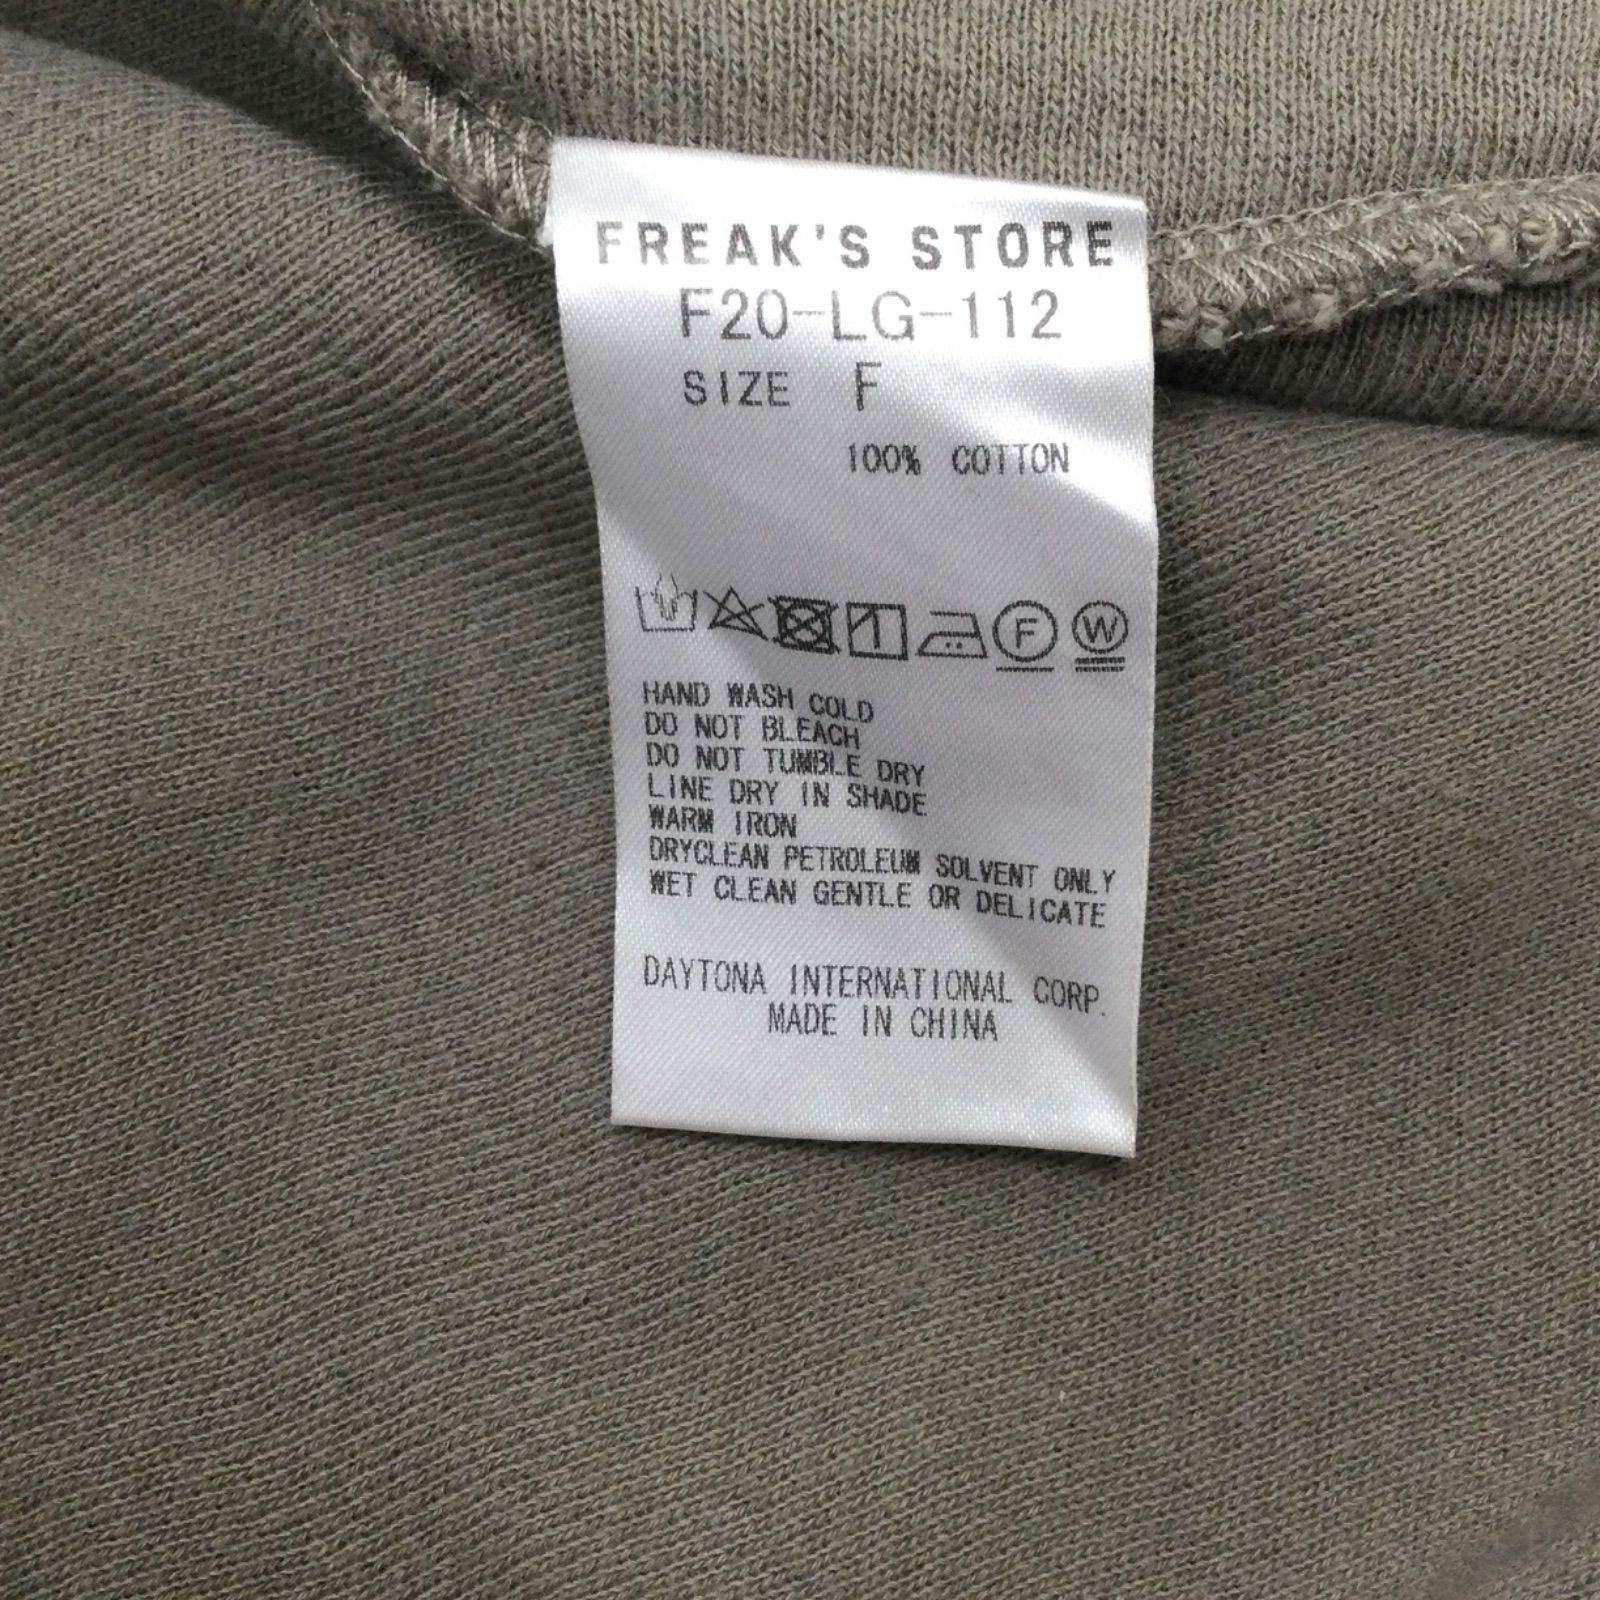 FREAK'S STORE
F20-LG-112
SIZE F
100% COTTON
F W
HAND WASH COLD
DO NOT BLEACH
DO NOT TUMBLE DRY
LINE DRY IN SHADE
WARM IRON
DRYCLEAN PETROLEUM SOLVENT ONLY
WET CLEAN GENTLE OR DELICATE
DAYTONA INTERNATIONAL CORP.
MADE IN CHINA